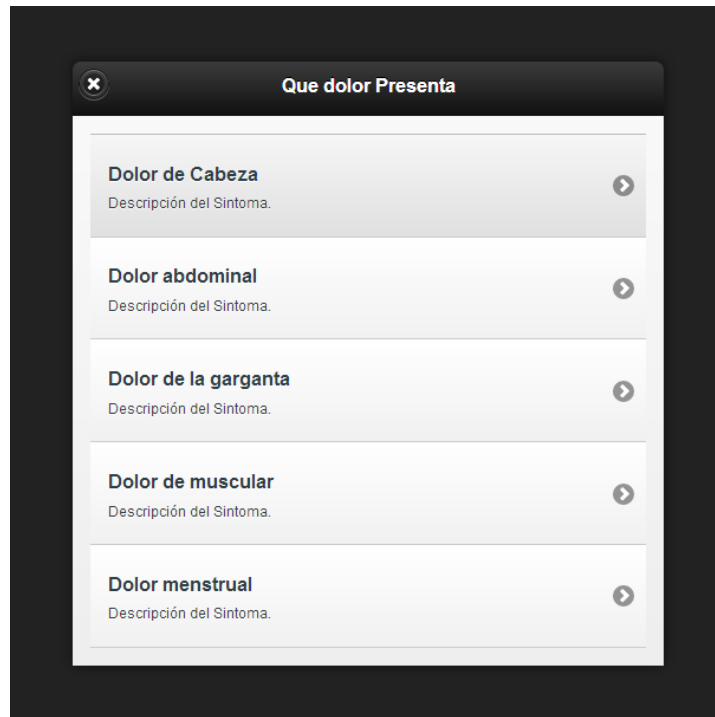 Que dolor Presenta
Dolor de Cabeza
Descripción del Sintoma.
Dolor abdominal
Descripción del Sintoma.
Dolor de la garganta
Descripción del Sintoma.
Dolor de muscular
Descripción del Sintoma.
Dolor menstrual
Descripción del Sintoma.